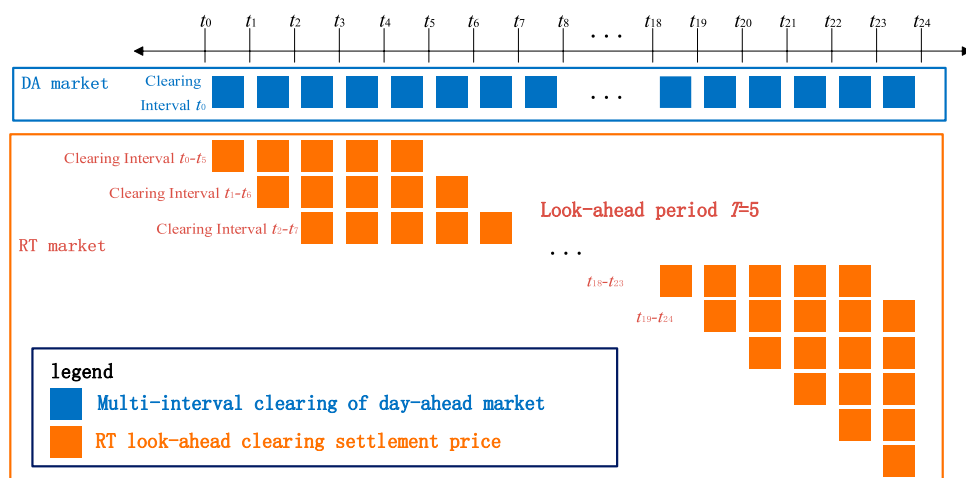 t0 t1 t2 t3 t4 t5 t6 t7 t8 ... t18 t19 t20 t21 t22 t23 t24
DA market
Clearing
Interval t0
...
Clearing Interval t0-t5
Clearing Interval t1-t6
Clearing Interval t2-t7
Look-ahead period T=5
RT market
...
t18-t23
t19-t24
legend
Multi-interval clearing of day-ahead market
RT look-ahead clearing settlement price